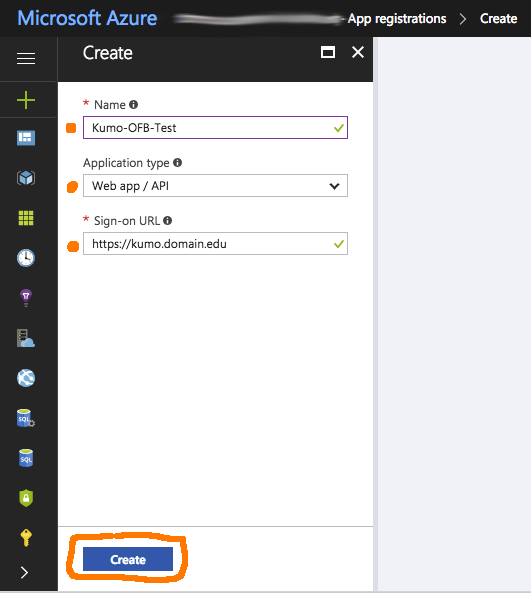 Microsoft Azure App registrations > Create
Create
* Name
Kumo-OFB-Test
Application type
Web app / API
* Sign-on URL
https://kumo.domain.edu
SQL
SQL
Create